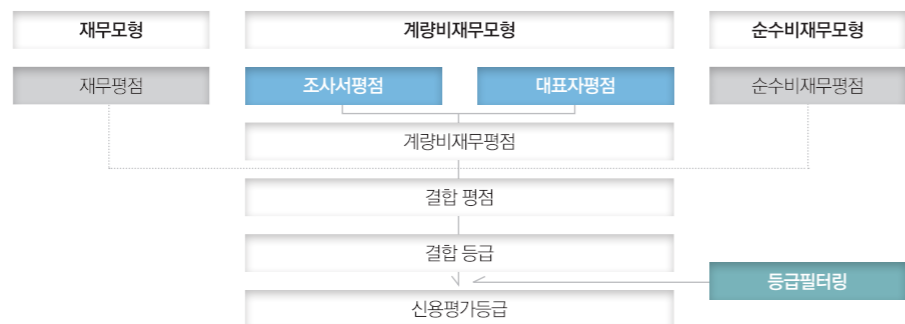 재무모형
계량비재무모형
순수비재무모형
재무평점
조사서평점
대표자평점
순수비재무평점
계량비재무평점
결합 평점
결합 등급
등급필터링
신용평가등급